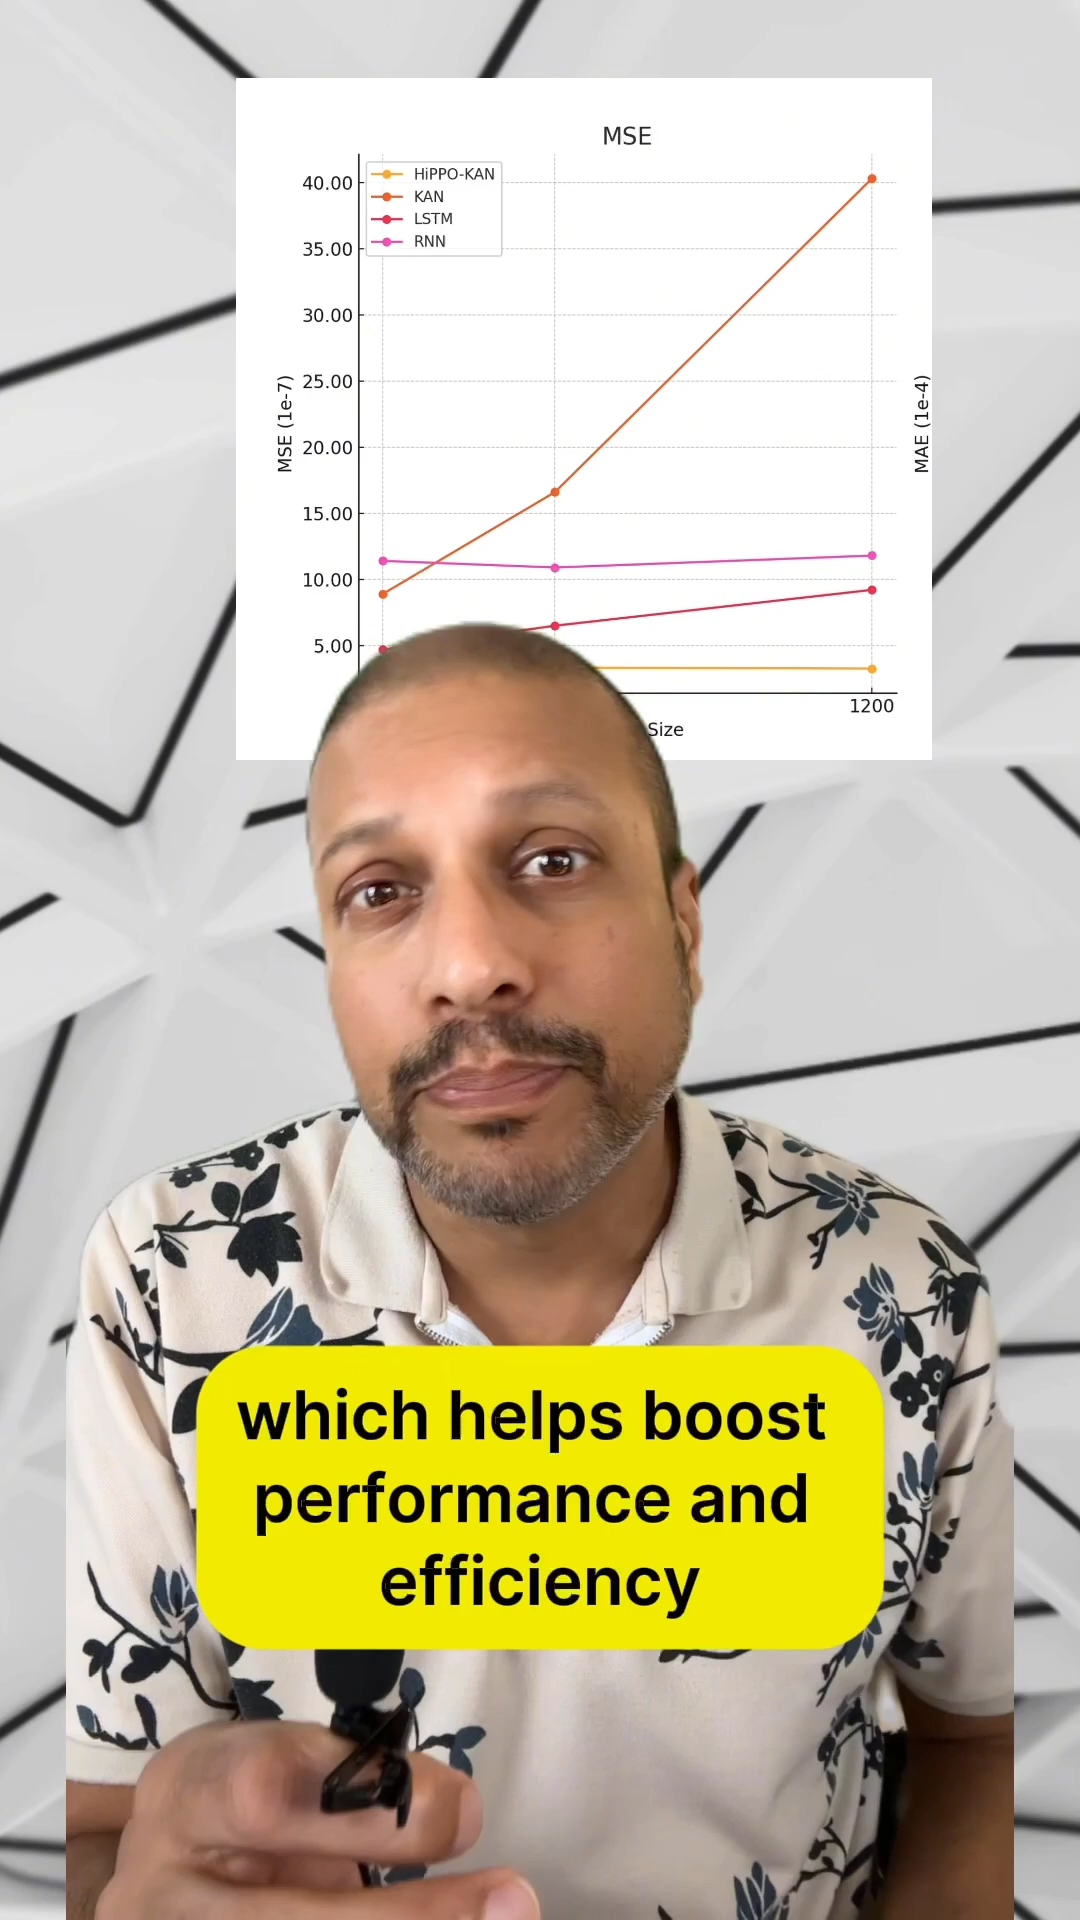 MSE
HiPPO-KAN
KAN
LSTM
RNN
40.00
35.00
30.00
25.00
20.00
15.00
10.00
5.00
MSE (1e-7)
MAE (1e-4)
1200
Size
which helps boost
performance and
efficiency